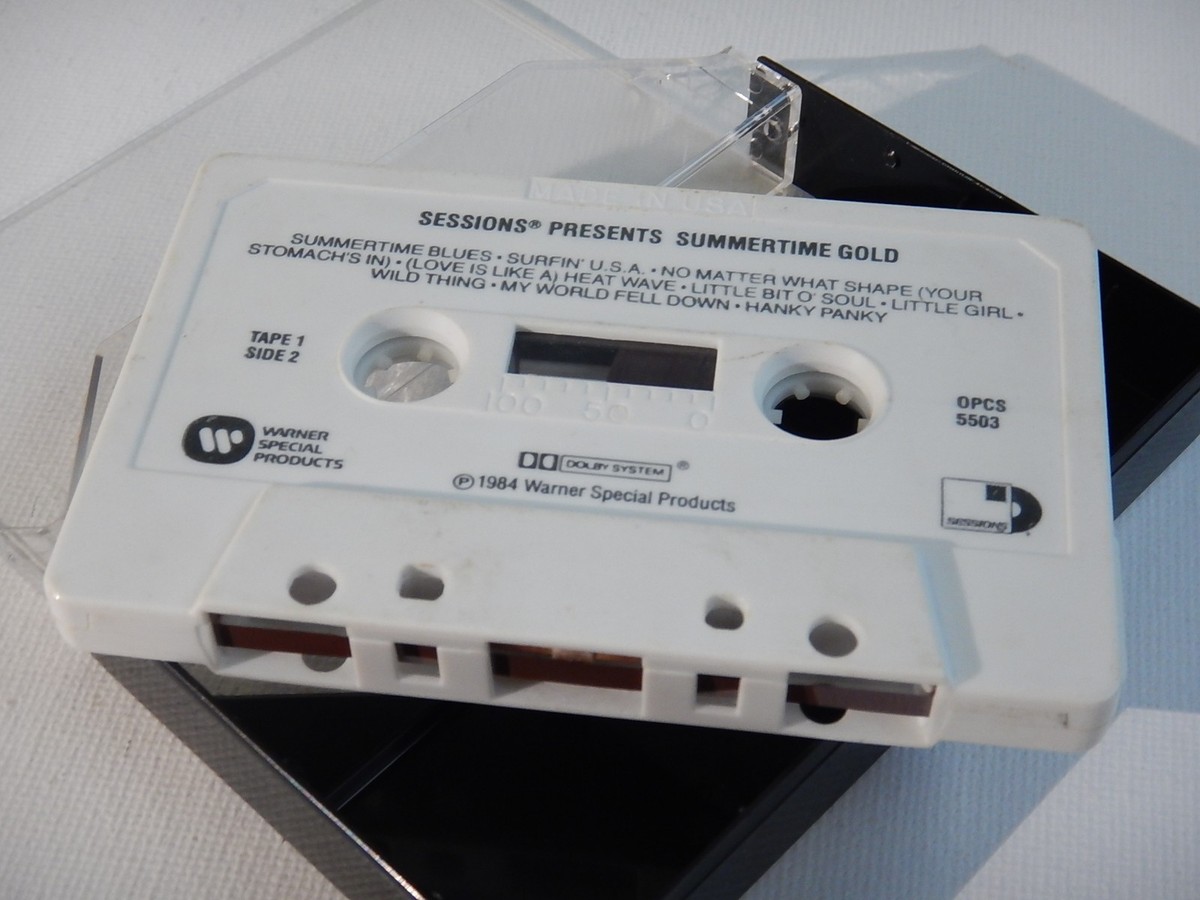 MADE IN USA
SESSIONS® PRESENTS SUMMERTIME GOLD
SUMMERTIME BLUES • SURFIN' U.S.A. • NO MATTER WHAT SHAPE (YOUR
STOMACH'S IN) • (LOVE IS LIKE A) HEAT WAVE • LITTLE BIT O' SOUL • LITTLE GIRL •
WILD THING • MY WORLD FELL DOWN • HANKY PANKY
TAPE 1
SIDE 2
100 50 0
OPCS
5503
WARNER
SPECIAL
PRODUCTS
DOLBY SYSTEM ®
℗ 1984 Warner Special Products
SESSIONS